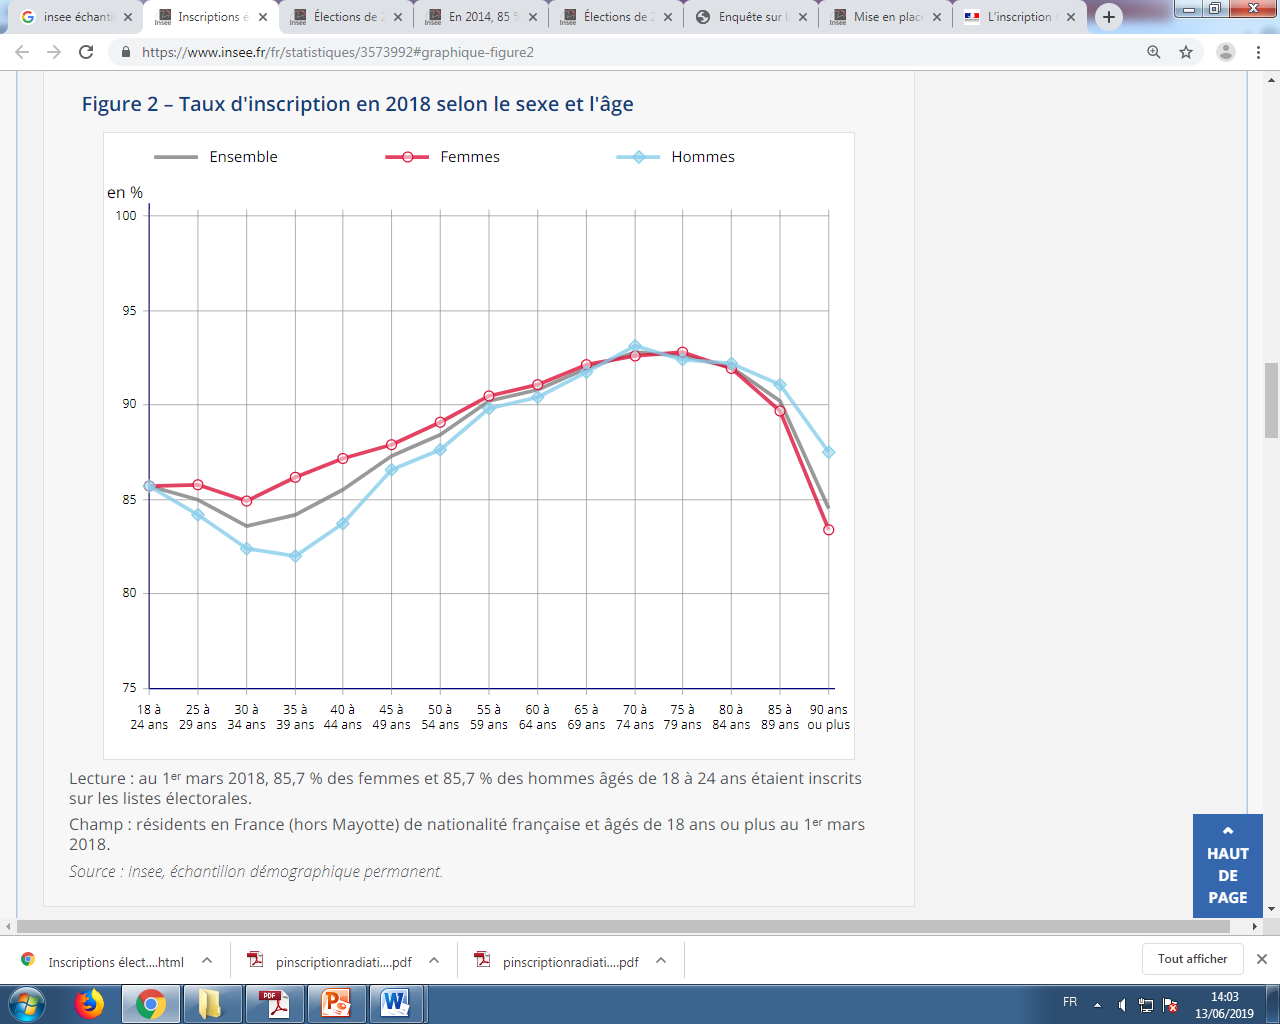 insee échanti
Inscriptions é
Élections de 2
En 2014, 85 %
Élections de 2
Enquête sur l
Mise en place
L'inscription
https://www.insee.fr/fr/statistiques/3573992#graphique-figure2
Figure 2 – Taux d'inscription en 2018 selon le sexe et l'âge
Ensemble Femmes Hommes
en %
100
95
90
85
80
75
18 à 24 ans
25 à 29 ans
30 à 34 ans
35 à 39 ans
40 à 44 ans
45 à 49 ans
50 à 54 ans
55 à 59 ans
60 à 64 ans
65 à 69 ans
70 à 74 ans
75 à 79 ans
80 à 84 ans
85 à 89 ans
90 ans ou plus
Lecture : au 1er mars 2018, 85,7 % des femmes et 85,7 % des hommes âgés de 18 à 24 ans étaient inscrits
sur les listes électorales.
Champ : résidents en France (hors Mayotte) de nationalité française et âgés de 18 ans ou plus au 1er mars
2018.
Source : Insee, échantillon démographique permanent.
HAUT
DE
PAGE
Inscriptions élect....html
pinscriptionradiati....pdf
pinscriptionradiati....pdf
Tout afficher
PDF
FR
14:03
13/06/2019